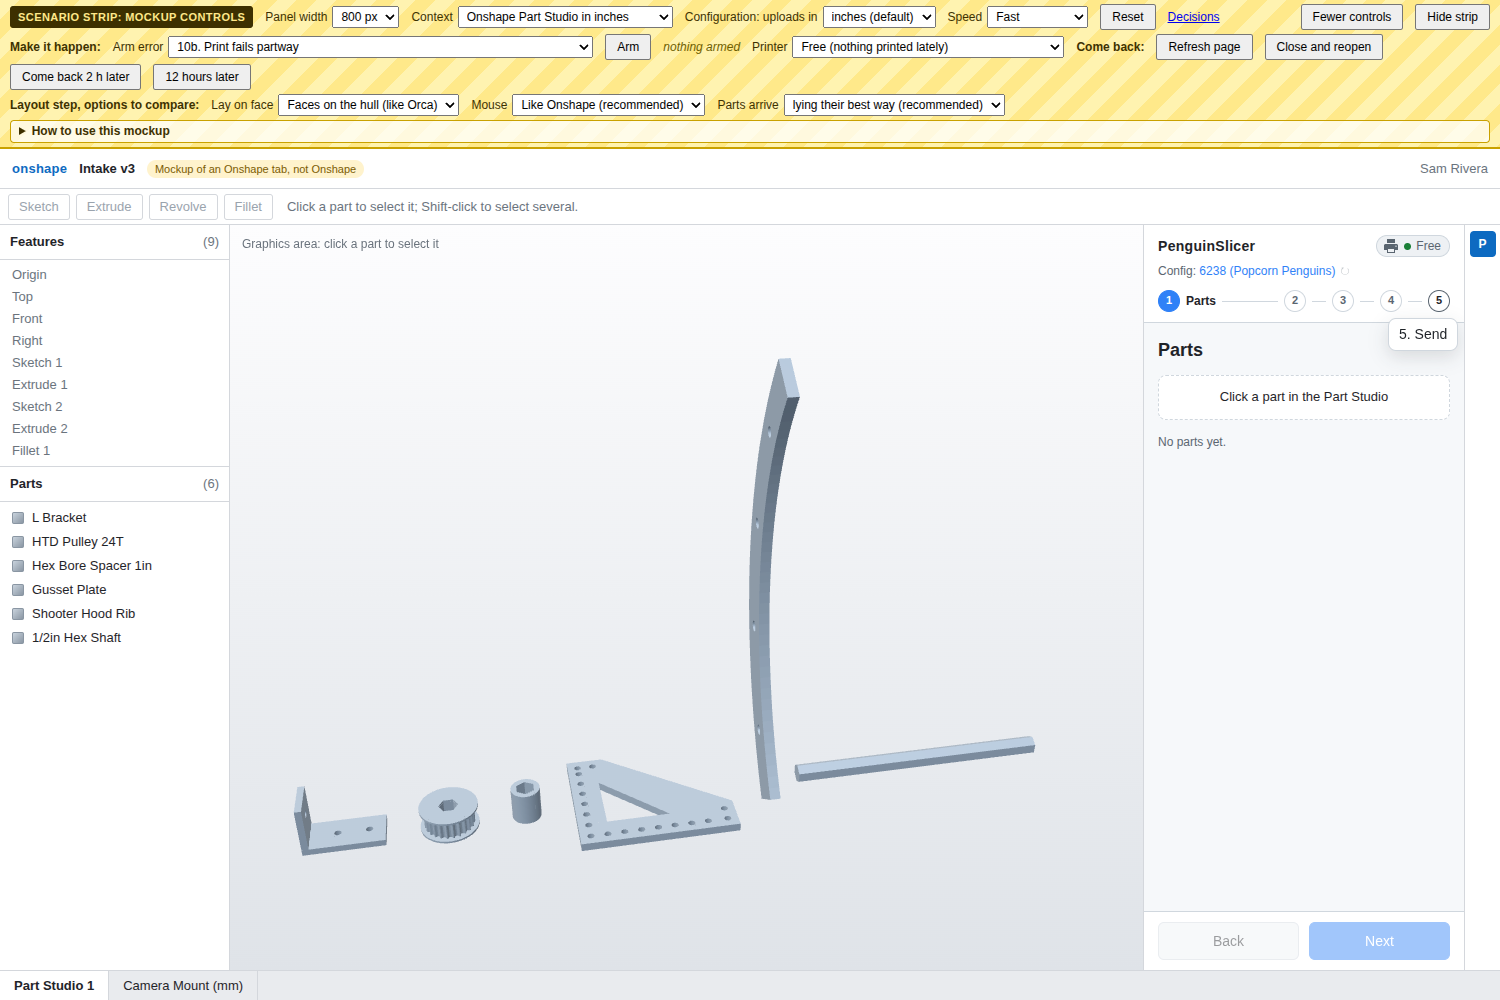 SCENARIO STRIP: MOCKUP CONTROLS Panel width 800 px Context Onshape Part Studio in inches Configuration: uploads in inches (default) Speed Fast Reset Decisions Fewer controls Hide strip
Make it happen: Arm error 10b. Print fails partway Arm nothing armed Printer Free (nothing printed lately) Come back: Refresh page Close and reopen
Come back 2 h later 12 hours later
Layout step, options to compare: Lay on face Faces on the hull (like Orca) Mouse Like Onshape (recommended) Parts arrive lying their best way (recommended)
How to use this mockup
onshape Intake v3 Mockup of an Onshape tab, not Onshape Sam Rivera
Sketch Extrude Revolve Fillet Click a part to select it; Shift-click to select several.
Features (9)
Origin
Top
Front
Right
Sketch 1
Extrude 1
Sketch 2
Extrude 2
Fillet 1
Parts (6)
L Bracket
HTD Pulley 24T
Hex Bore Spacer 1in
Gusset Plate
Shooter Hood Rib
1/2in Hex Shaft
Graphics area: click a part to select it
PenguinSlicer Free
Config: 6238 (Popcorn Penguins)
1 Parts 2 3 4 5
5. Send
Parts
Click a part in the Part Studio
No parts yet.
Back Next
P
Part Studio 1 Camera Mount (mm)